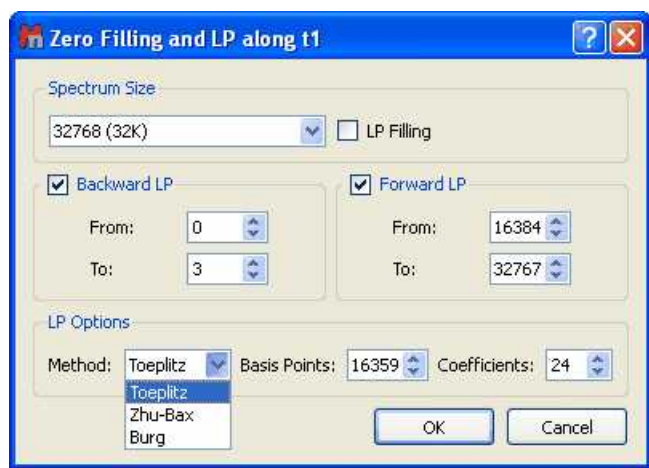 Zero Filling and LP along t1
Spectrum Size
32768 (32K) LP Filling
Backward LP Forward LP
From: 0 From: 16384
To: 3 To: 32767
LP Options
Method: Toeplitz Basis Points: 16359 Coefficients: 24
Toeplitz
Zhu-Bax
Burg
OK Cancel